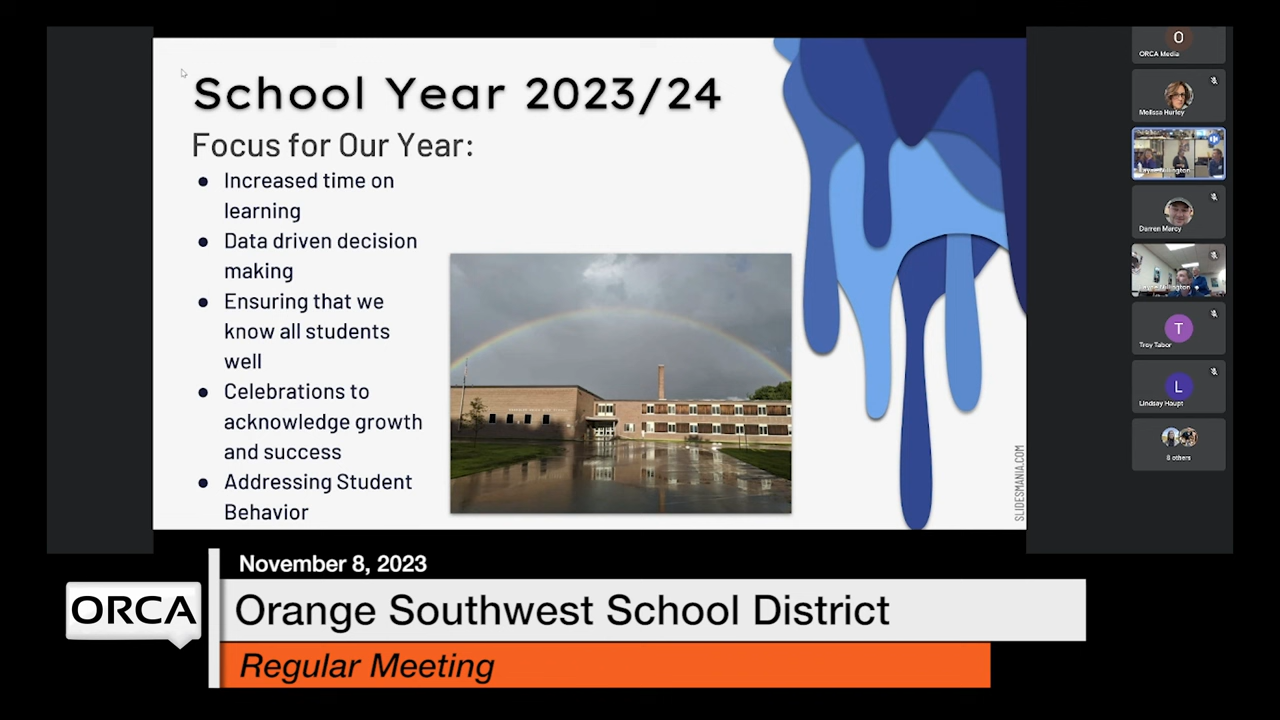 School Year 2023/24
Focus for Our Year:
● Increased time on
learning
● Data driven decision
making
● Ensuring that we
know all students
well
● Celebrations to
acknowledge growth
and success
● Addressing Student
Behavior
SLIDESMANIA.COM
O
ORCA Media
Melissa Hurley
Darren Marcy
T
Troy Tabor
L
Lindsay Haupt
8 others
November 8, 2023
ORCA
Orange Southwest School District
Regular Meeting